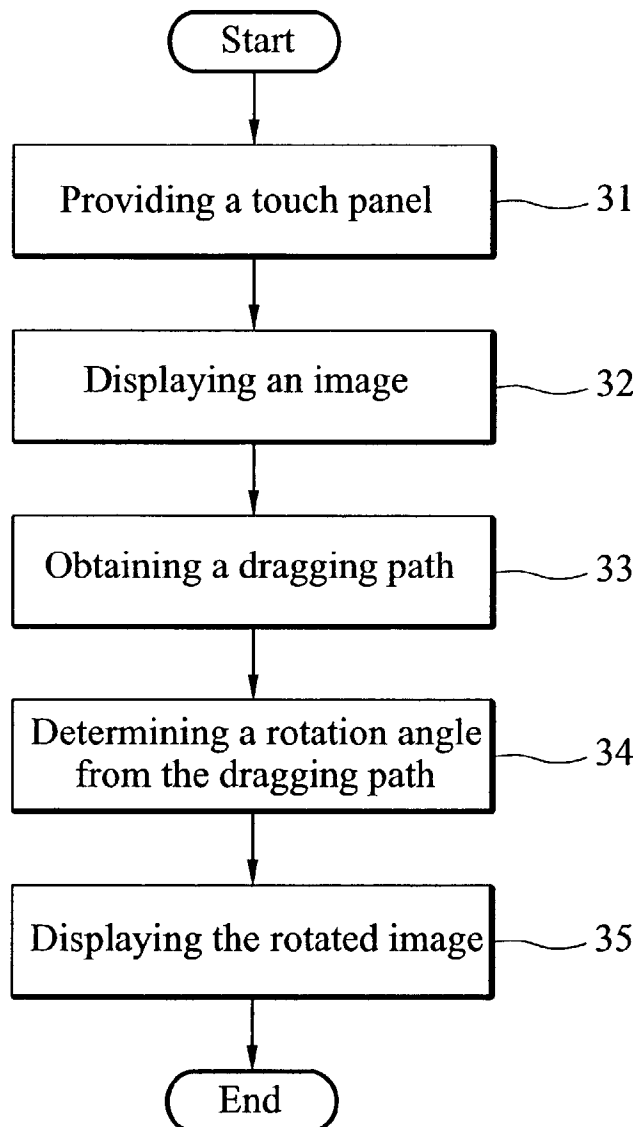 Start
Providing a touch panel
31
Displaying an image
32
Obtaining a dragging path
33
Determining a rotation angle
from the dragging path
34
Displaying the rotated image
35
End